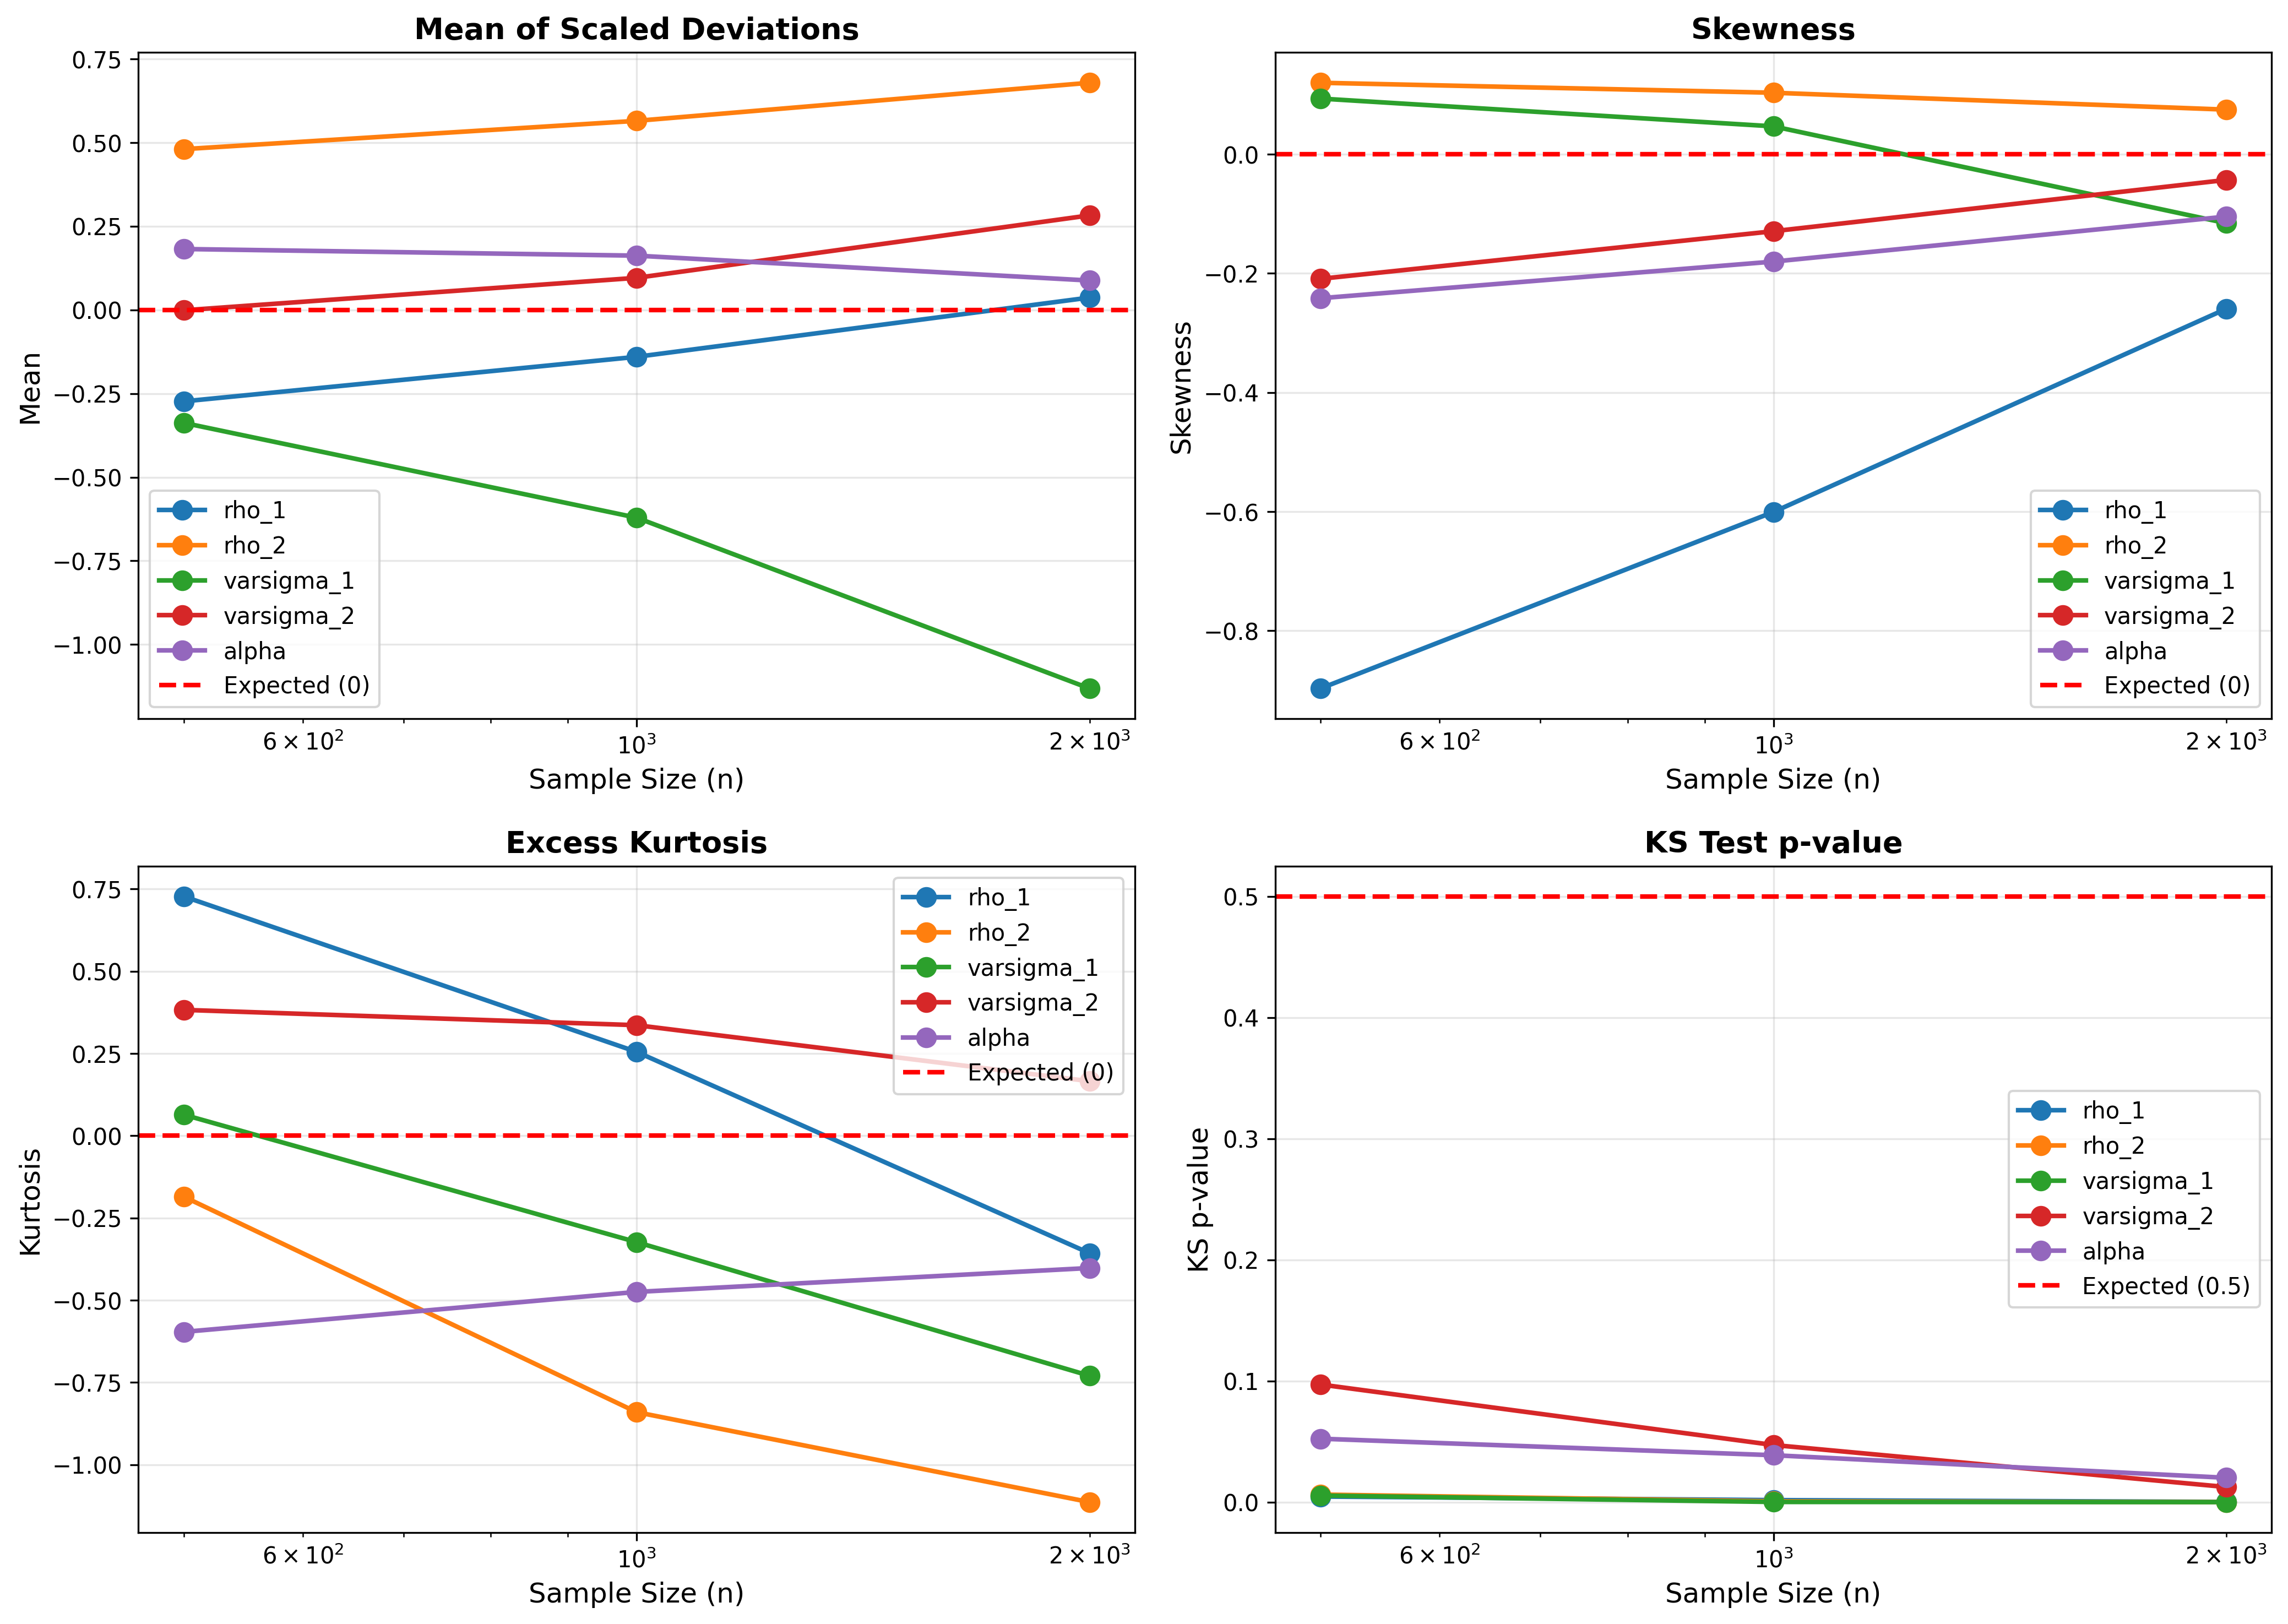 Mean of Scaled Deviations
0.75
0.50
0.25
0.00
−0.25
−0.50
−0.75
−1.00
Mean
rho_1
rho_2
varsigma_1
varsigma_2
alpha
Expected (0)
6 × 10²
10³
2 × 10³
Sample Size (n)
Skewness
0.0
−0.2
−0.4
−0.6
−0.8
Skewness
rho_1
rho_2
varsigma_1
varsigma_2
alpha
Expected (0)
6 × 10²
10³
2 × 10³
Sample Size (n)
Excess Kurtosis
0.75
0.50
0.25
0.00
−0.25
−0.50
−0.75
−1.00
Kurtosis
rho_1
rho_2
varsigma_1
varsigma_2
alpha
Expected (0)
6 × 10²
10³
2 × 10³
Sample Size (n)
KS Test p-value
0.5
0.4
0.3
0.2
0.1
0.0
KS p-value
rho_1
rho_2
varsigma_1
varsigma_2
alpha
Expected (0.5)
6 × 10²
10³
2 × 10³
Sample Size (n)